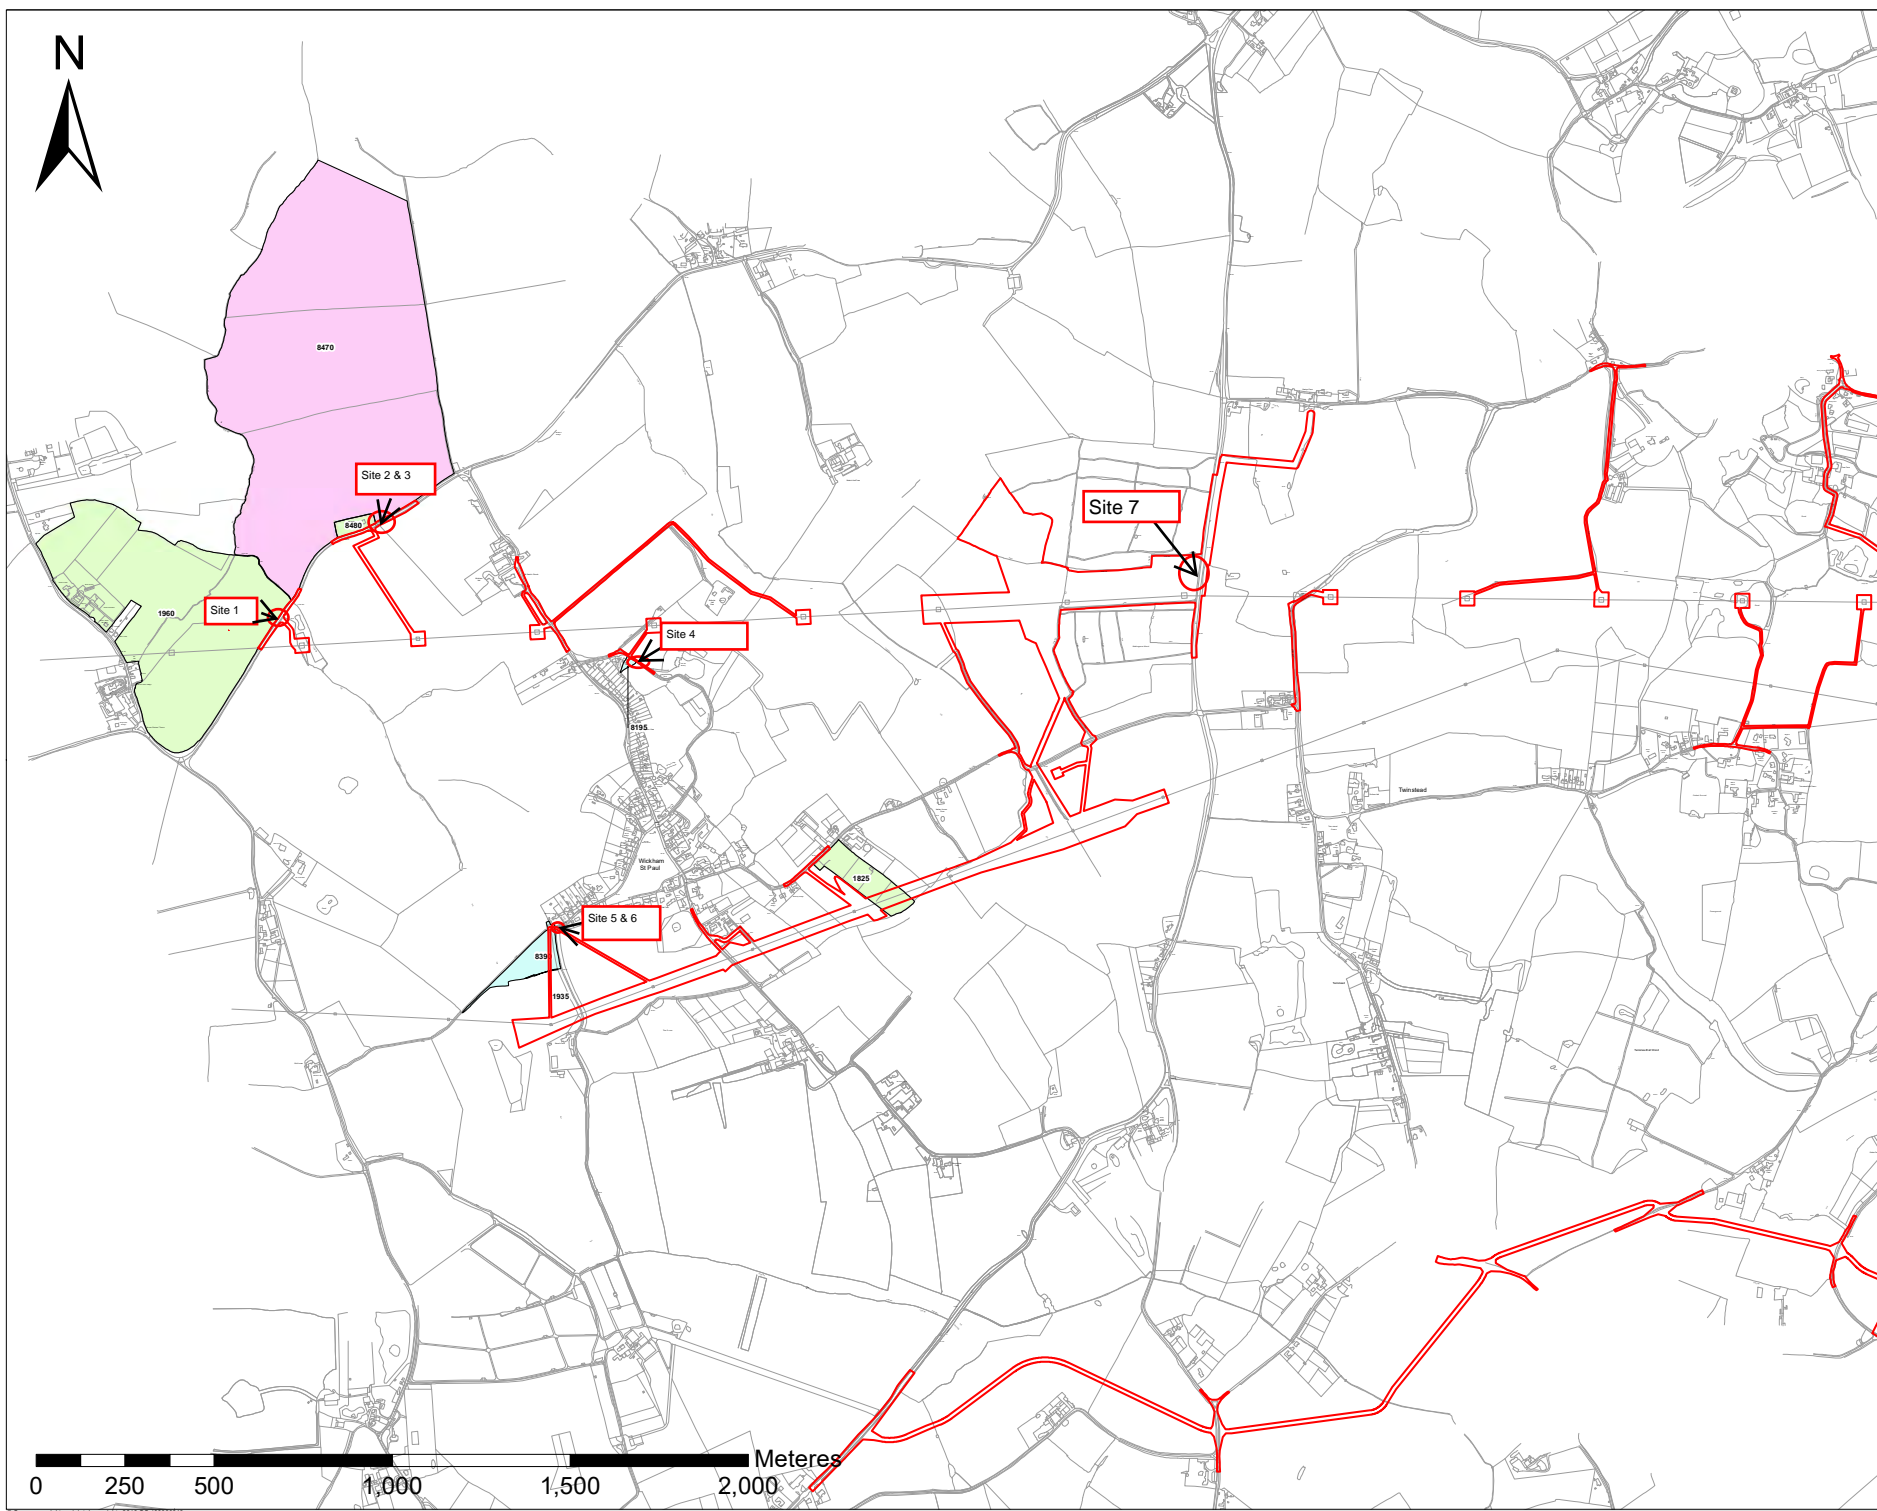 N
8470
Site 2 & 3
8480
Site 7
1960
Site 1
Site 4
8195
Twinstead
Wickham
St Paul
1825
Site 5 & 6
839
1935
Meteres
0 250 500 1,000 1,500 2,000